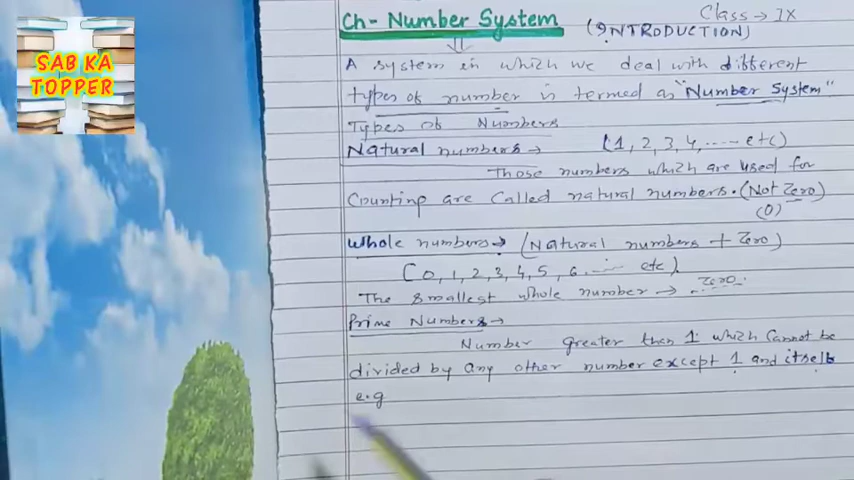 SAB KA
TOPPER
Class → IX
Ch- Number System (INTRODUCTION)
A system in which we deal with different
types of number is termed as "Number System"
Types of Numbers
Natural numbers → (1, 2, 3, 4, ..... etc)
Those numbers which are used for
Counting are called natural numbers. (Not Zero)
(0)
Whole numbers → (Natural numbers + Zero)
(0, 1, 2, 3, 4, 5, 6 ...... etc)
The smallest whole number → Zero.
Prime Numbers →
Number greater then 1 which Cannot be
divided by any other number except 1 and itself
e.g